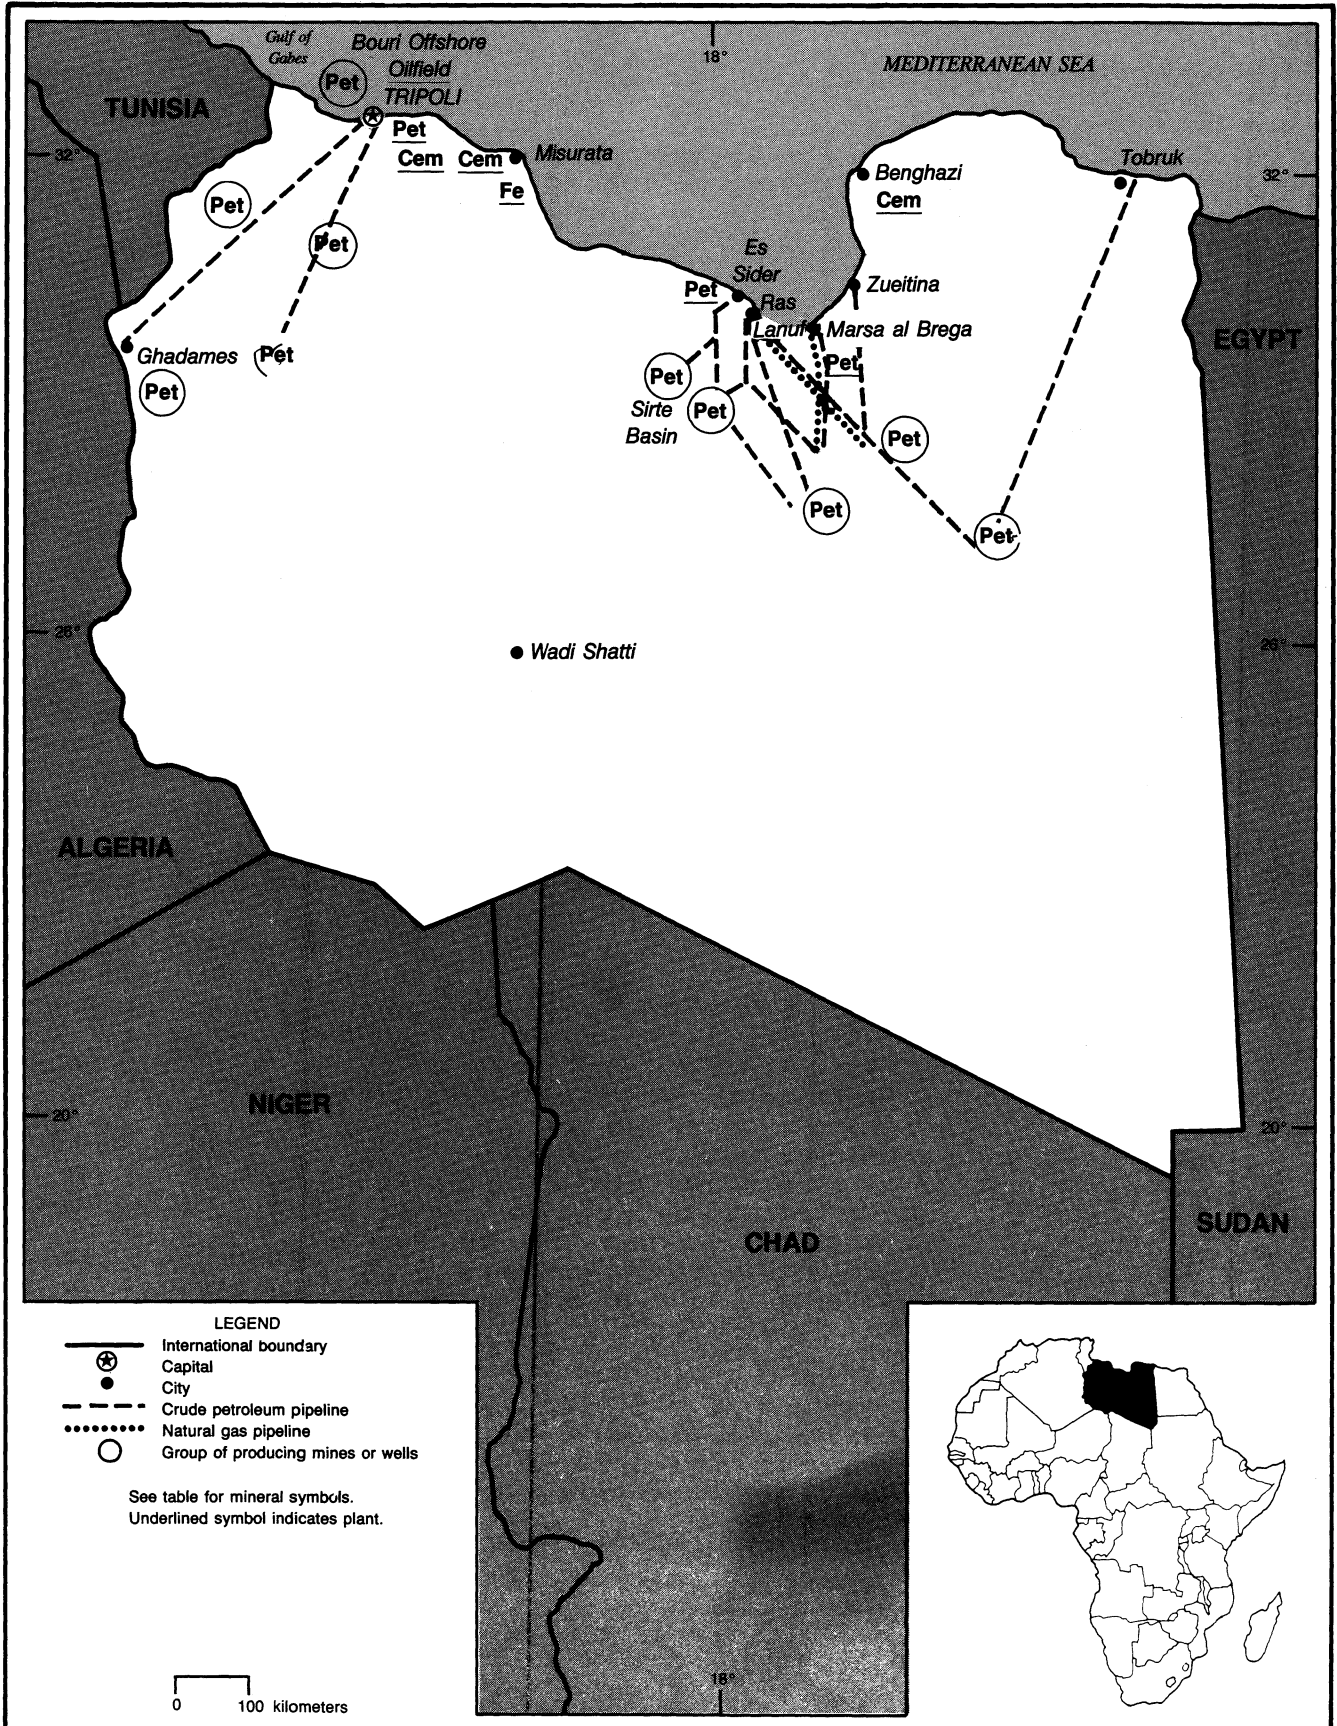 Gulf of
Gabes
Bouri Offshore
Oilfield
Pet
TRIPOLI
18°
MEDITERRANEAN SEA
TUNISIA
Pet
Cem
Cem
Misurata
Fe
32°
Tobruk
32°
Benghazi
Cem
Pet
Pet
Es
Sider
Pet
Ras
Lanuf
Zueitina
Marsa al Brega
Pet
EGYPT
Ghadames
Pet
Pet
Pet
Sirte
Basin
Pet
Pet
Pet
Pet
26°
26°
Wadi Shatti
ALGERIA
NIGER
20°
20°
CHAD
SUDAN
LEGEND
International boundary
Capital
City
Crude petroleum pipeline
Natural gas pipeline
Group of producing mines or wells
See table for mineral symbols.
Underlined symbol indicates plant.
0 100 kilometers
18°